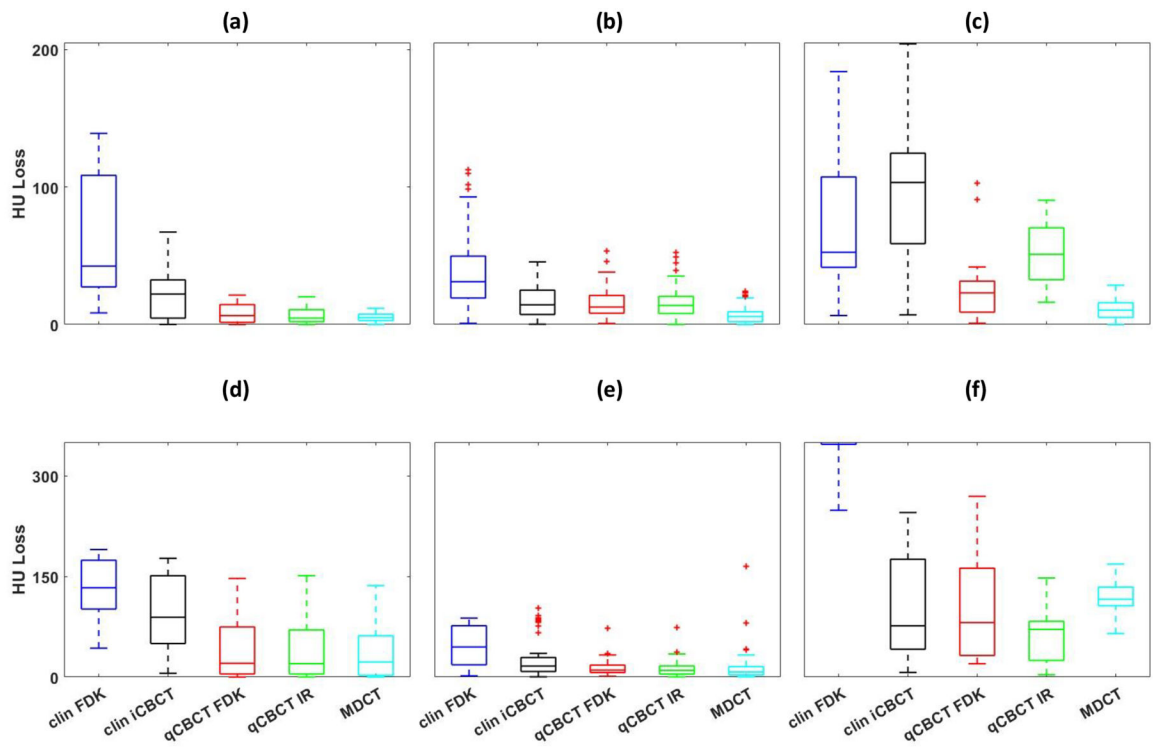 (a) (b) (c)
200
100
0
HU Loss
(d) (e) (f)
300
150
0
HU Loss
clin FDK clin iCBCT qCBCT FDK qCBCT IR MDCT clin FDK clin iCBCT qCBCT FDK qCBCT IR MDCT clin FDK clin iCBCT qCBCT FDK qCBCT IR MDCT